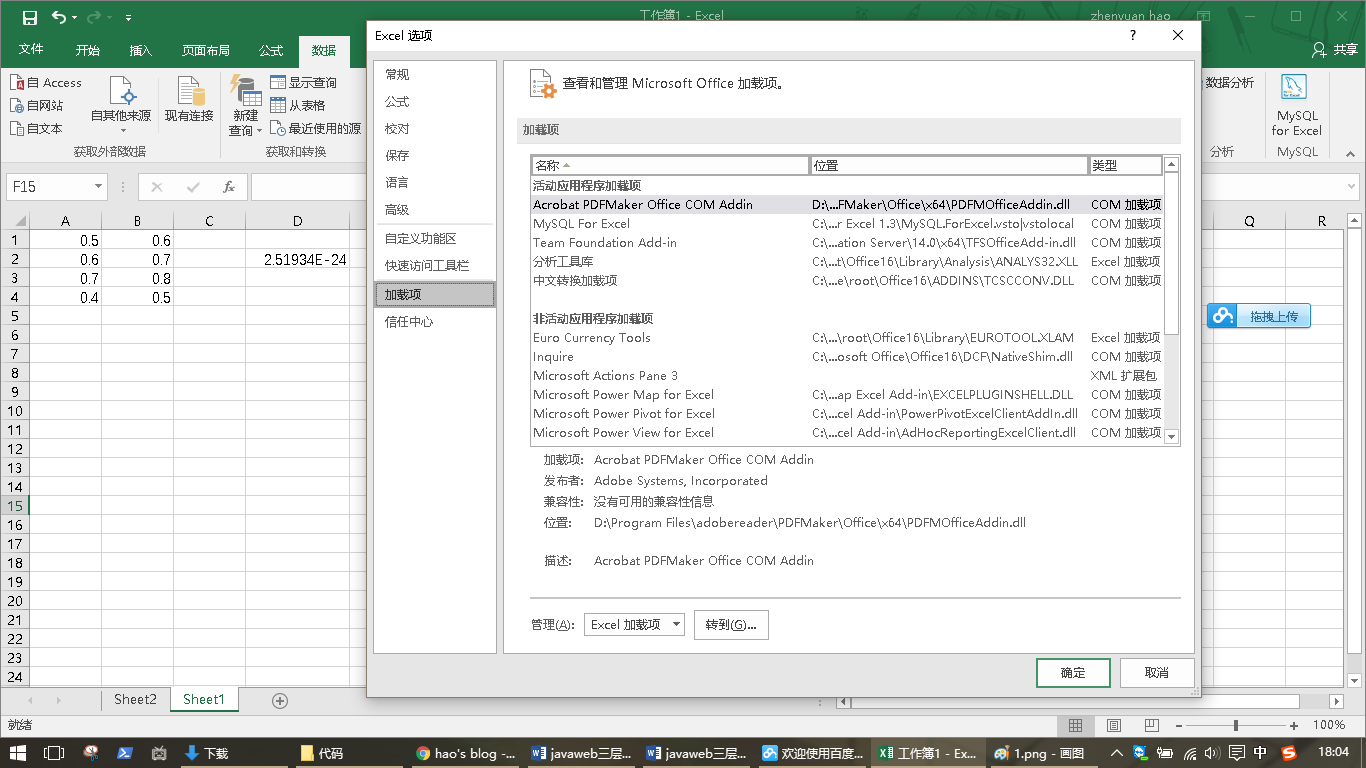 工作簿1 - Excel
zhenyuan hao
文件
开始
插入
页面布局
公式
数据
共享
自 Access
自网站
自文本
自其他来源
现有连接
获取外部数据
新建
查询
显示查询
从表格
最近使用的源
获取和转换
数据分析
分析
MySQL
for Excel
MySQL
F15
fx
A B C D Q R
1 0.5 0.6
2 0.6 0.7 2.51934E-24
3 0.7 0.8
4 0.4 0.5
5
6
7
8
9
10
11
12
13
14
15
16
17
18
19
20
21
22
23
24
Excel 选项
?
常规
公式
校对
保存
语言
高级
自定义功能区
快速访问工具栏
加载项
信任中心
查看和管理 Microsoft Office 加载项。
加载项
名称 位置 类型
活动应用程序加载项
Acrobat PDFMaker Office COM Addin D:\...FMaker\Office\x64\PDFMOfficeAddin.dll COM 加载项
MySQL For Excel C:\...r Excel 1.3\MySQL.ForExcel.vsto|vstolocal COM 加载项
Team Foundation Add-in C:\...ation Server\14.0\x64\TFSOfficeAdd-in.dll COM 加载项
分析工具库 C:\...t\Office16\Library\Analysis\ANALYS32.XLL Excel 加载项
中文转换加载项 C:\...e\root\Office16\ADDINS\TCSCCONV.DLL COM 加载项
非活动应用程序加载项
Euro Currency Tools C:\...\root\Office16\Library\EUROTOOL.XLAM Excel 加载项
Inquire C:\...osoft Office\Office16\DCF\NativeShim.dll COM 加载项
Microsoft Actions Pane 3 XML 扩展包
Microsoft Power Map for Excel C:\...ap Excel Add-in\EXCELPLUGINSHELL.DLL COM 加载项
Microsoft Power Pivot for Excel C:\...cel Add-in\PowerPivotExcelClientAddIn.dll COM 加载项
Microsoft Power View for Excel C:\...cel Add-in\AdHocReportingExcelClient.dll COM 加载项
加载项: Acrobat PDFMaker Office COM Addin
发布者: Adobe Systems, Incorporated
兼容性: 没有可用的兼容性信息
位置: D:\Program Files\adobereader\PDFMaker\Office\x64\PDFMOfficeAddin.dll
描述: Acrobat PDFMaker Office COM Addin
管理(A): Excel 加载项 转到(G)...
确定 取消
拖拽上传
Sheet2 Sheet1
就绪
100%
下载
代码
hao's blog -...
javaweb三层...
javaweb三层...
欢迎使用百度...
工作簿1 - Ex...
1.png - 画图
中
18:04